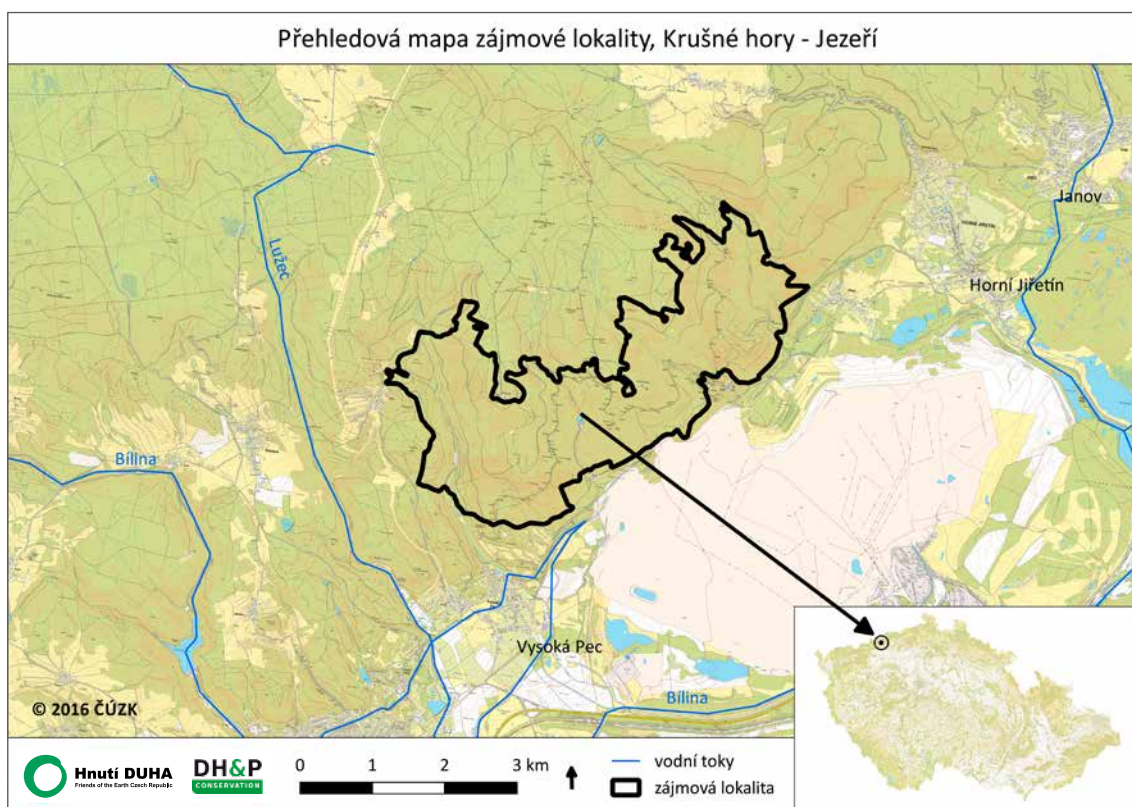 Přehledová mapa zájmové lokality, Krušné hory - Jezeří
Janov
Lužec
Horní Jiřetín
Bílina
Vysoká Pec
Bílina
© 2016 ČÚZK
Hnutí DUHA
Friends of the Earth Czech Republic
DH&P
CONSERVATION
0 1 2 3 km
vodní toky
zájmová lokalita